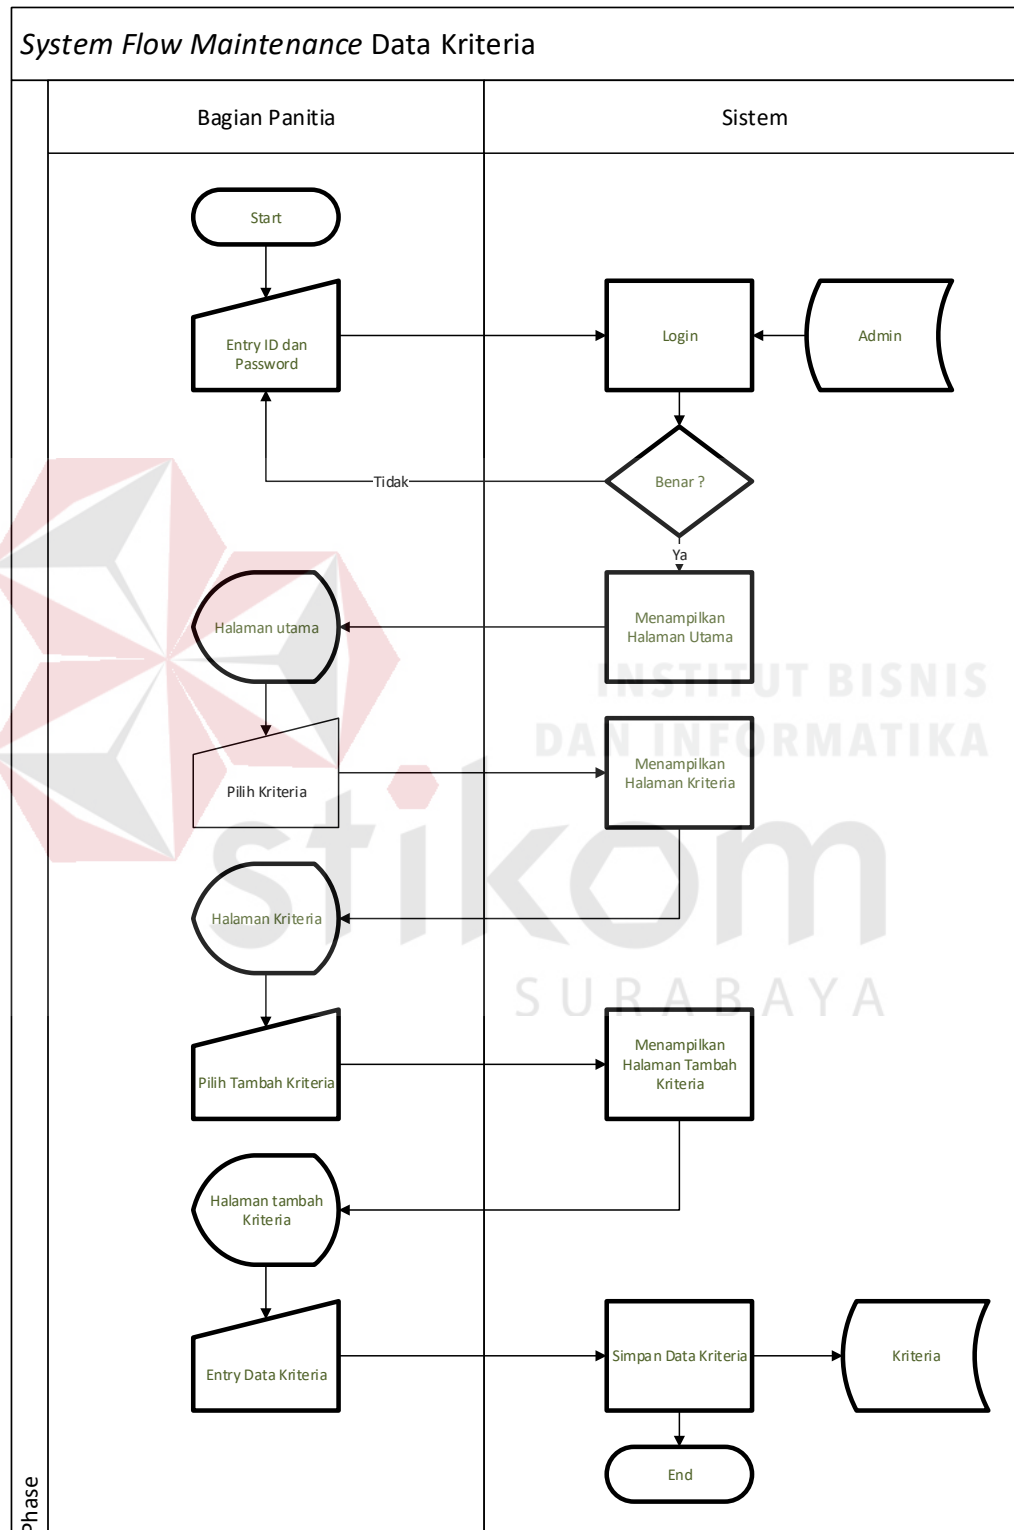 System Flow Maintenance Data Kriteria
Bagian Panitia
Sistem
Start
Entry ID dan
Password
Login
Admin
Benar ?
Tidak
Ya
Halaman utama
Menampilkan
Halaman Utama
INSTITUT BISNIS
DAN INFORMATIKA
Pilih Kriteria
Menampilkan
Halaman Kriteria
stikom
SURABAYA
Halaman Kriteria
Pilih Tambah Kriteria
Menampilkan
Halaman Tambah
Kriteria
Halaman tambah
Kriteria
Entry Data Kriteria
Simpan Data Kriteria
Kriteria
End
Phase